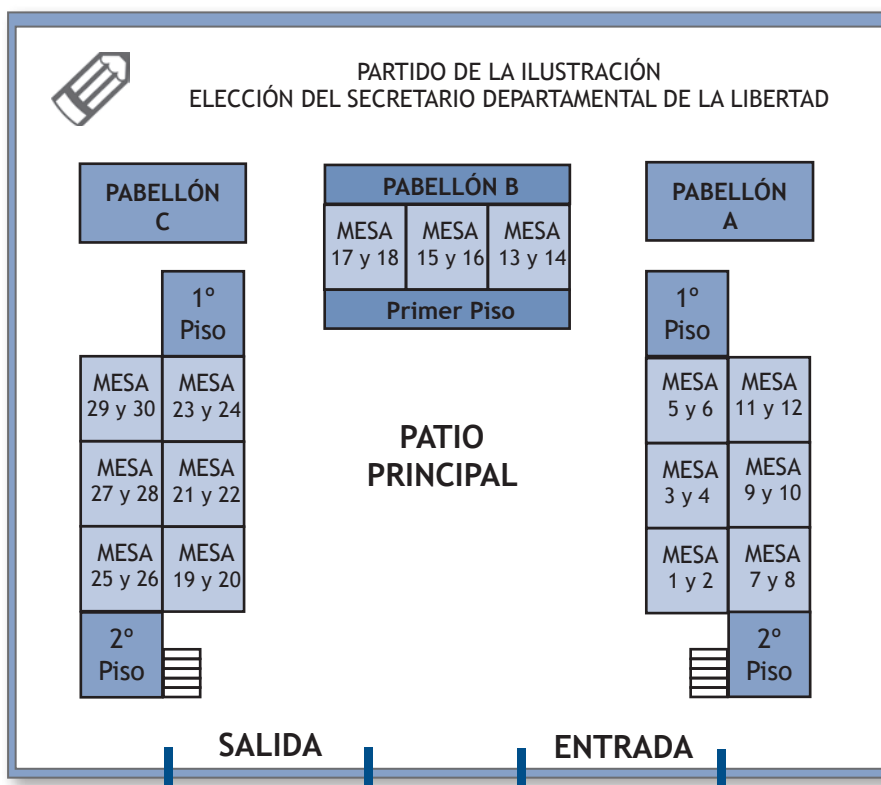 PARTIDO DE LA ILUSTRACIÓN
ELECCIÓN DEL SECRETARIO DEPARTAMENTAL DE LA LIBERTAD
PABELLÓN
C
1°
Piso
MESA
29 y 30
MESA
23 y 24
MESA
27 y 28
MESA
21 y 22
MESA
25 y 26
MESA
19 y 20
2°
Piso
PABELLÓN B
MESA
17 y 18
MESA
15 y 16
MESA
13 y 14
Primer Piso
PATIO
PRINCIPAL
PABELLÓN
A
1°
Piso
MESA
5 y 6
MESA
11 y 12
MESA
3 y 4
MESA
9 y 10
MESA
1 y 2
MESA
7 y 8
2°
Piso
SALIDA
ENTRADA